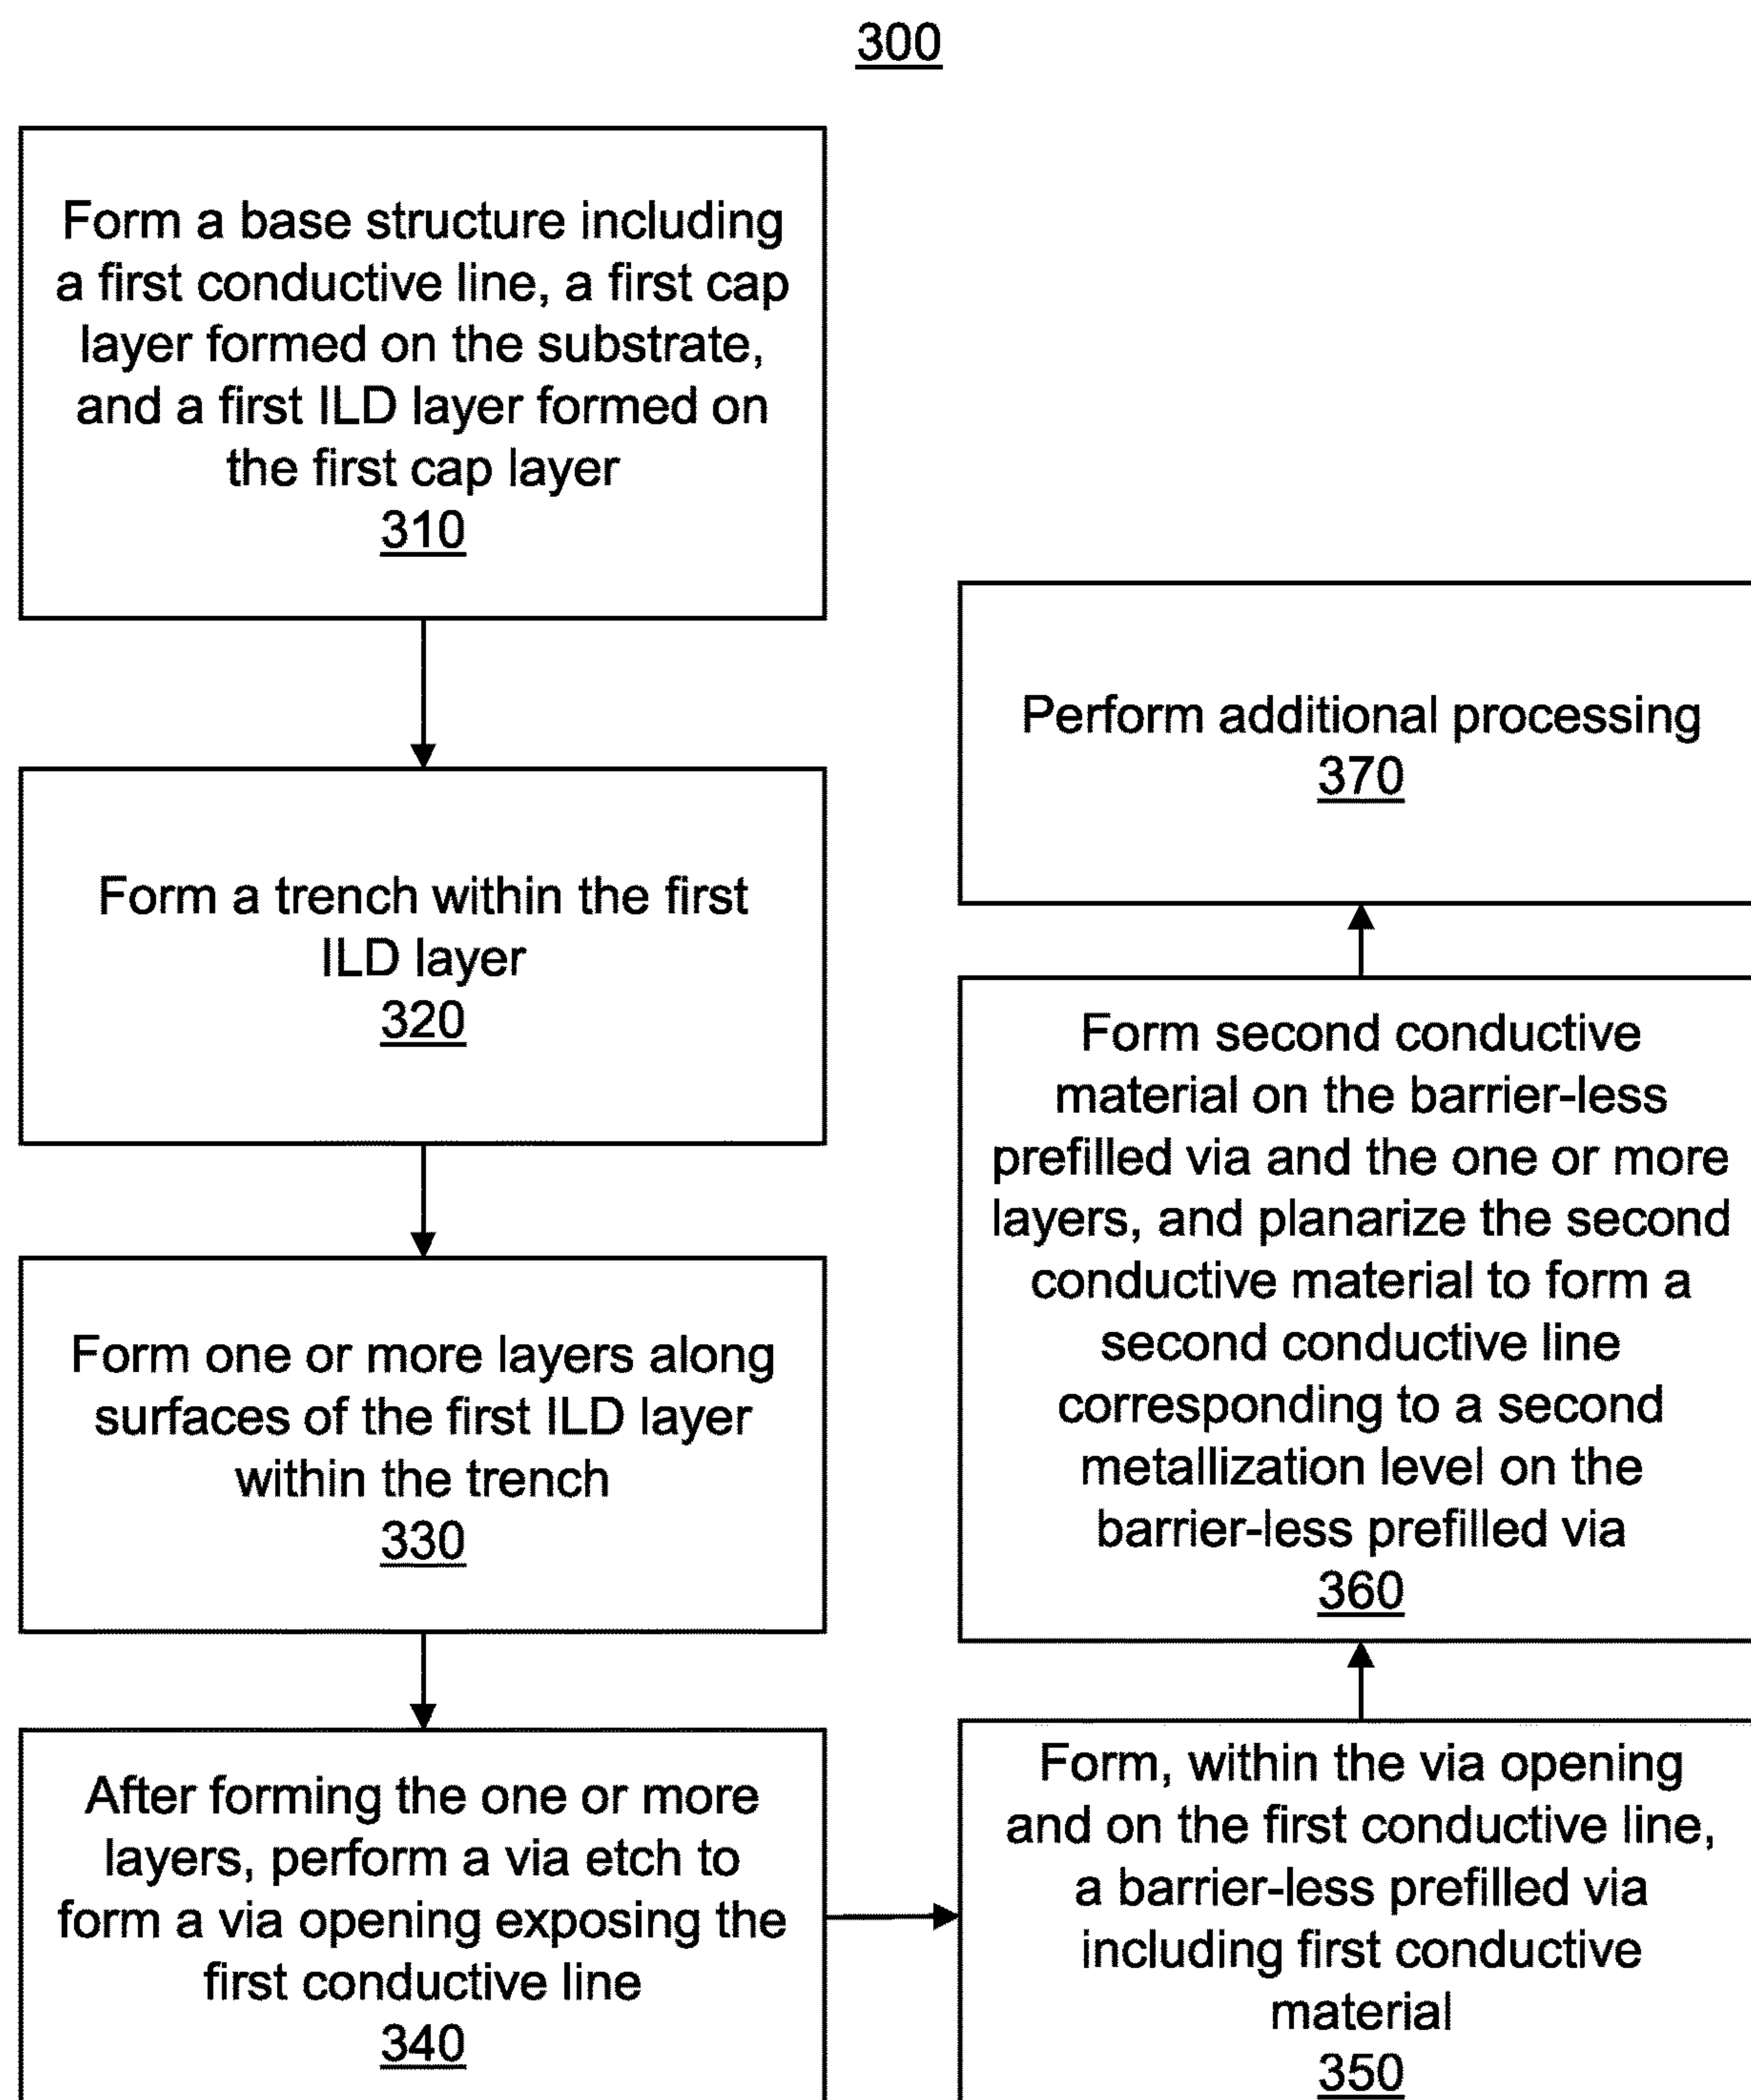 300
Form a base structure including
a first conductive line, a first cap
layer formed on the substrate,
and a first ILD layer formed on
the first cap layer
310
Form a trench within the first
ILD layer
320
Form one or more layers along
surfaces of the first ILD layer
within the trench
330
After forming the one or more
layers, perform a via etch to
form a via opening exposing the
first conductive line
340
Form, within the via opening
and on the first conductive line,
a barrier-less prefilled via
including first conductive
material
350
Form second conductive
material on the barrier-less
prefilled via and the one or more
layers, and planarize the second
conductive material to form a
second conductive line
corresponding to a second
metallization level on the
barrier-less prefilled via
360
Perform additional processing
370